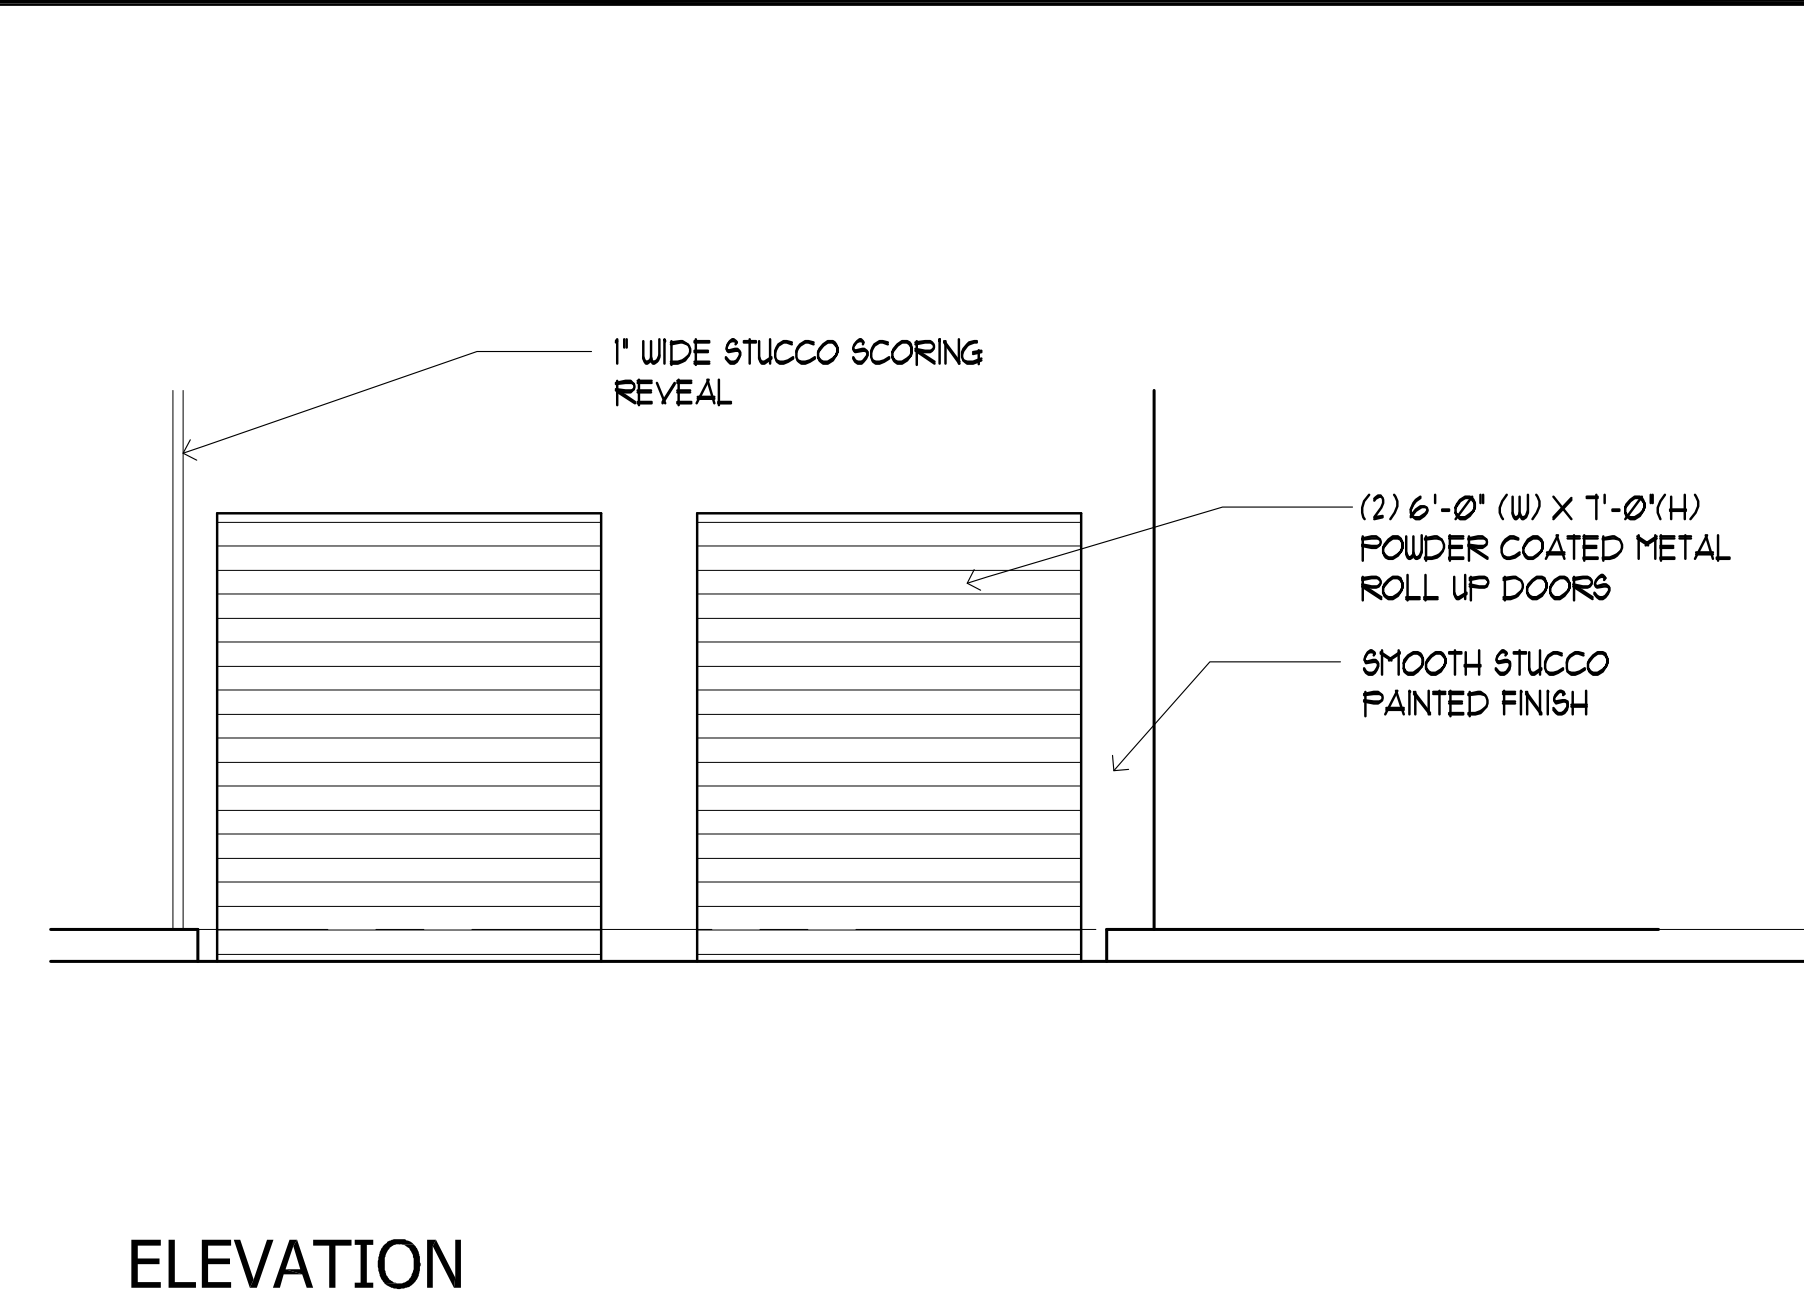 1" WIDE STUCCO SCORING
REVEAL
(2) 6'-0" (W) X 7'-0"(H)
POWDER COATED METAL
ROLL UP DOORS
SMOOTH STUCCO
PAINTED FINISH
ELEVATION